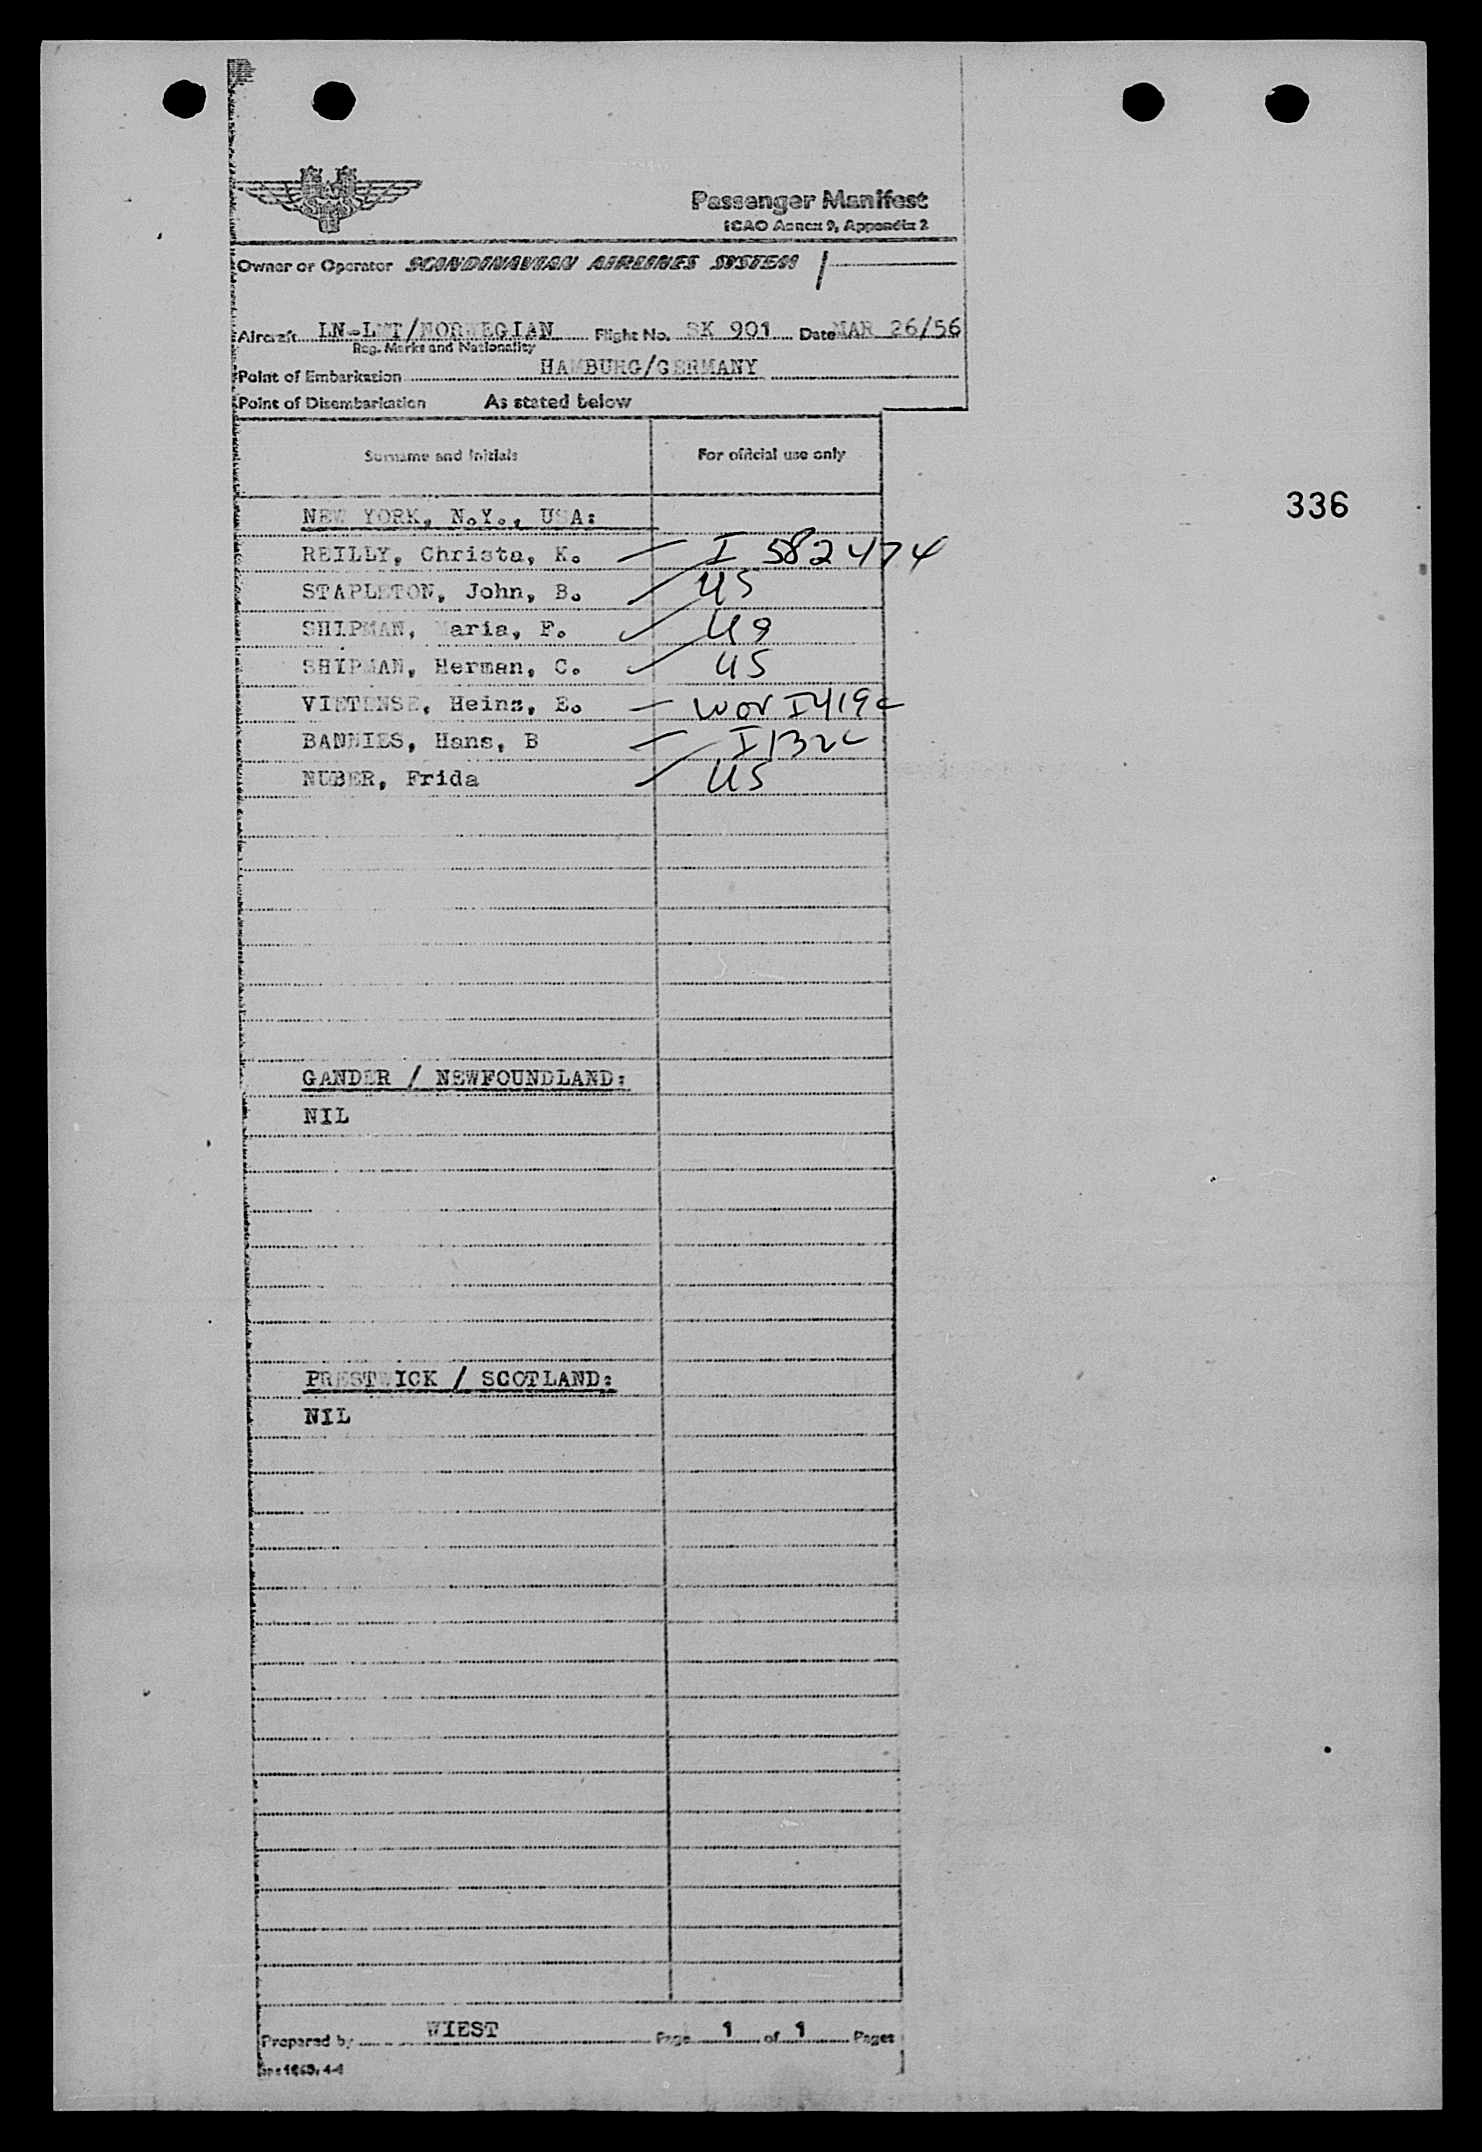 Passenger Manifest
ICAO Annex 9, Appendix 2
Owner or Operator SCANDINAVIAN AIRLINES SYSTEM
Aircraft LN-LMT/NORWEGIAN Flight No. SK 901 Date MAR 26/56
Reg. Marks and Nationality
Point of Embarkation HAMBURG/GERMANY
Point of Disembarkation As stated below
Surname and Initials For official use only
336
NEW YORK, N.Y., USA:
REILLY, Christa, K. — I 582474
STAPLETON, John, B. US
SHIPMAN, Maria, F. US
SHIPMAN, Herman, C. US
VIETENSE, Heinz, E. —
BANNIES, Hans, B —
NUBER, Frida US
GANDER / NEWFOUNDLAND:
NIL
PRESTWICK / SCOTLAND:
NIL
Prepared by WIEST Page 1 of 1 Pages